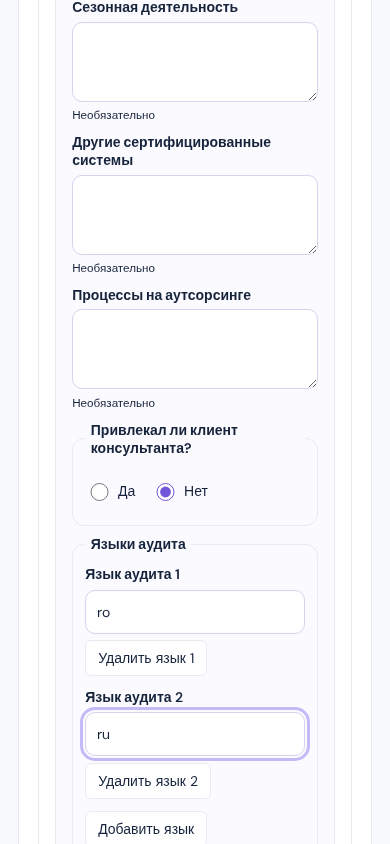 Сезонная деятельность
Необязательно
Другие сертифицированные
системы
Необязательно
Процессы на аутсорсинге
Необязательно
Привлекал ли клиент
консультанта?
Да
Нет
Языки аудита
Язык аудита 1
ro
Удалить язык 1
Язык аудита 2
ru
Удалить язык 2
Добавить язык